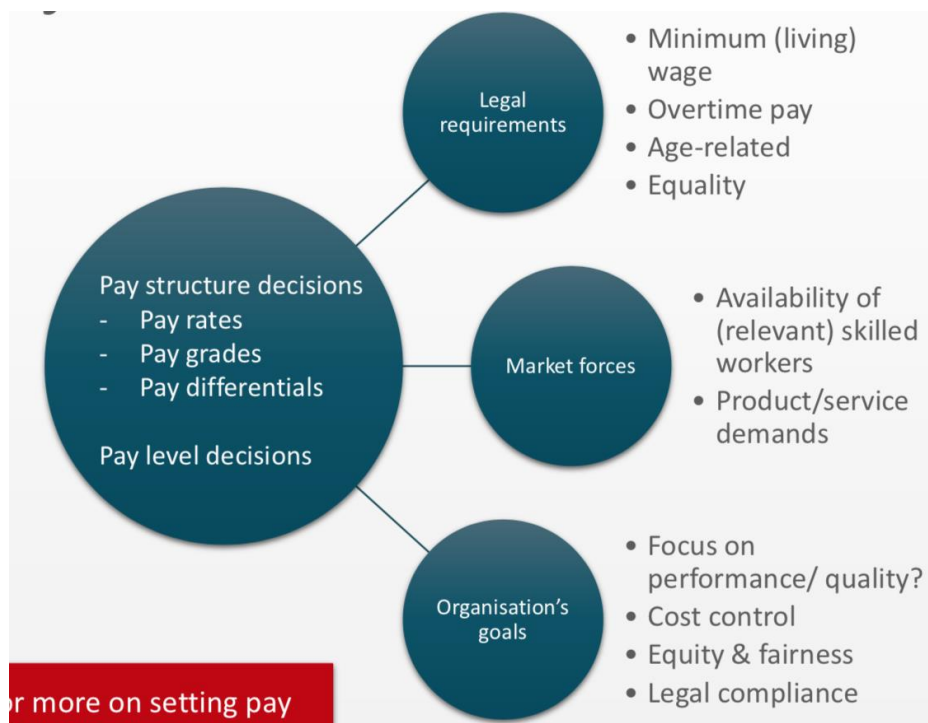 Legal
requirements
• Minimum (living)
wage
• Overtime pay
• Age-related
• Equality
Pay structure decisions
- Pay rates
- Pay grades
- Pay differentials
Pay level decisions
Market forces
• Availability of
(relevant) skilled
workers
• Product/service
demands
Organisation's
goals
• Focus on
performance/ quality?
• Cost control
• Equity & fairness
• Legal compliance
more on setting pay